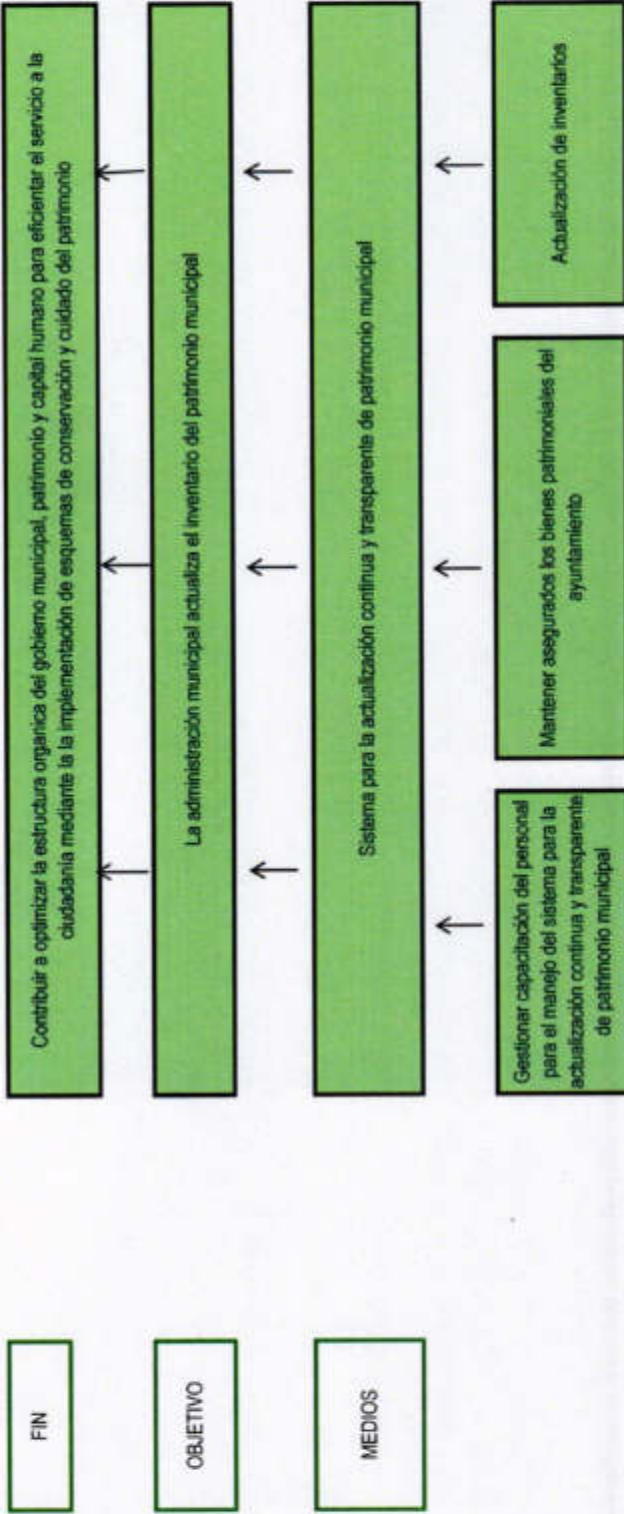 FIN
Contribuir a optimizar la estructura organica del gobierno municipal, patrimonio y capital humano para eficientar el servicio a la
ciudadanía mediante la la implementación de esquemas de conservación y cuidado del patrimonio
OBJETIVO
La administración municipal actualiza el inventario del patrimonio municipal
MEDIOS
Sistema para la actualización continua y transparente de patrimonio municipal
Gestionar capacitación del personal
para el manejo del sistema para la
actualización continua y transparente
de patrimonio municipal
Mantener asegurados los bienes patrimoniales del
ayuntamiento
Actualización de inventarios